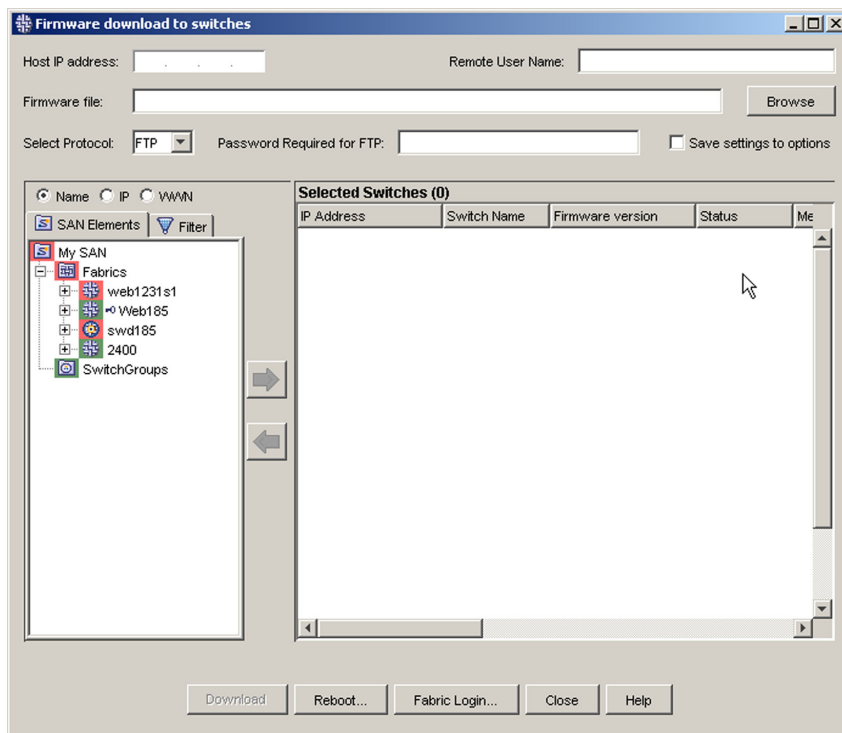 Firmware download to switches
Host IP address: . . . Remote User Name:
Firmware file: Browse
Select Protocol: FTP Password Required for FTP: Save settings to options
Name IP WWN
Selected Switches (0)
SAN Elements Filter
IP Address Switch Name Firmware version Status Me
My SAN
Fabrics
web1231s1
Web185
swd185
2400
SwitchGroups
Download Reboot... Fabric Login... Close Help